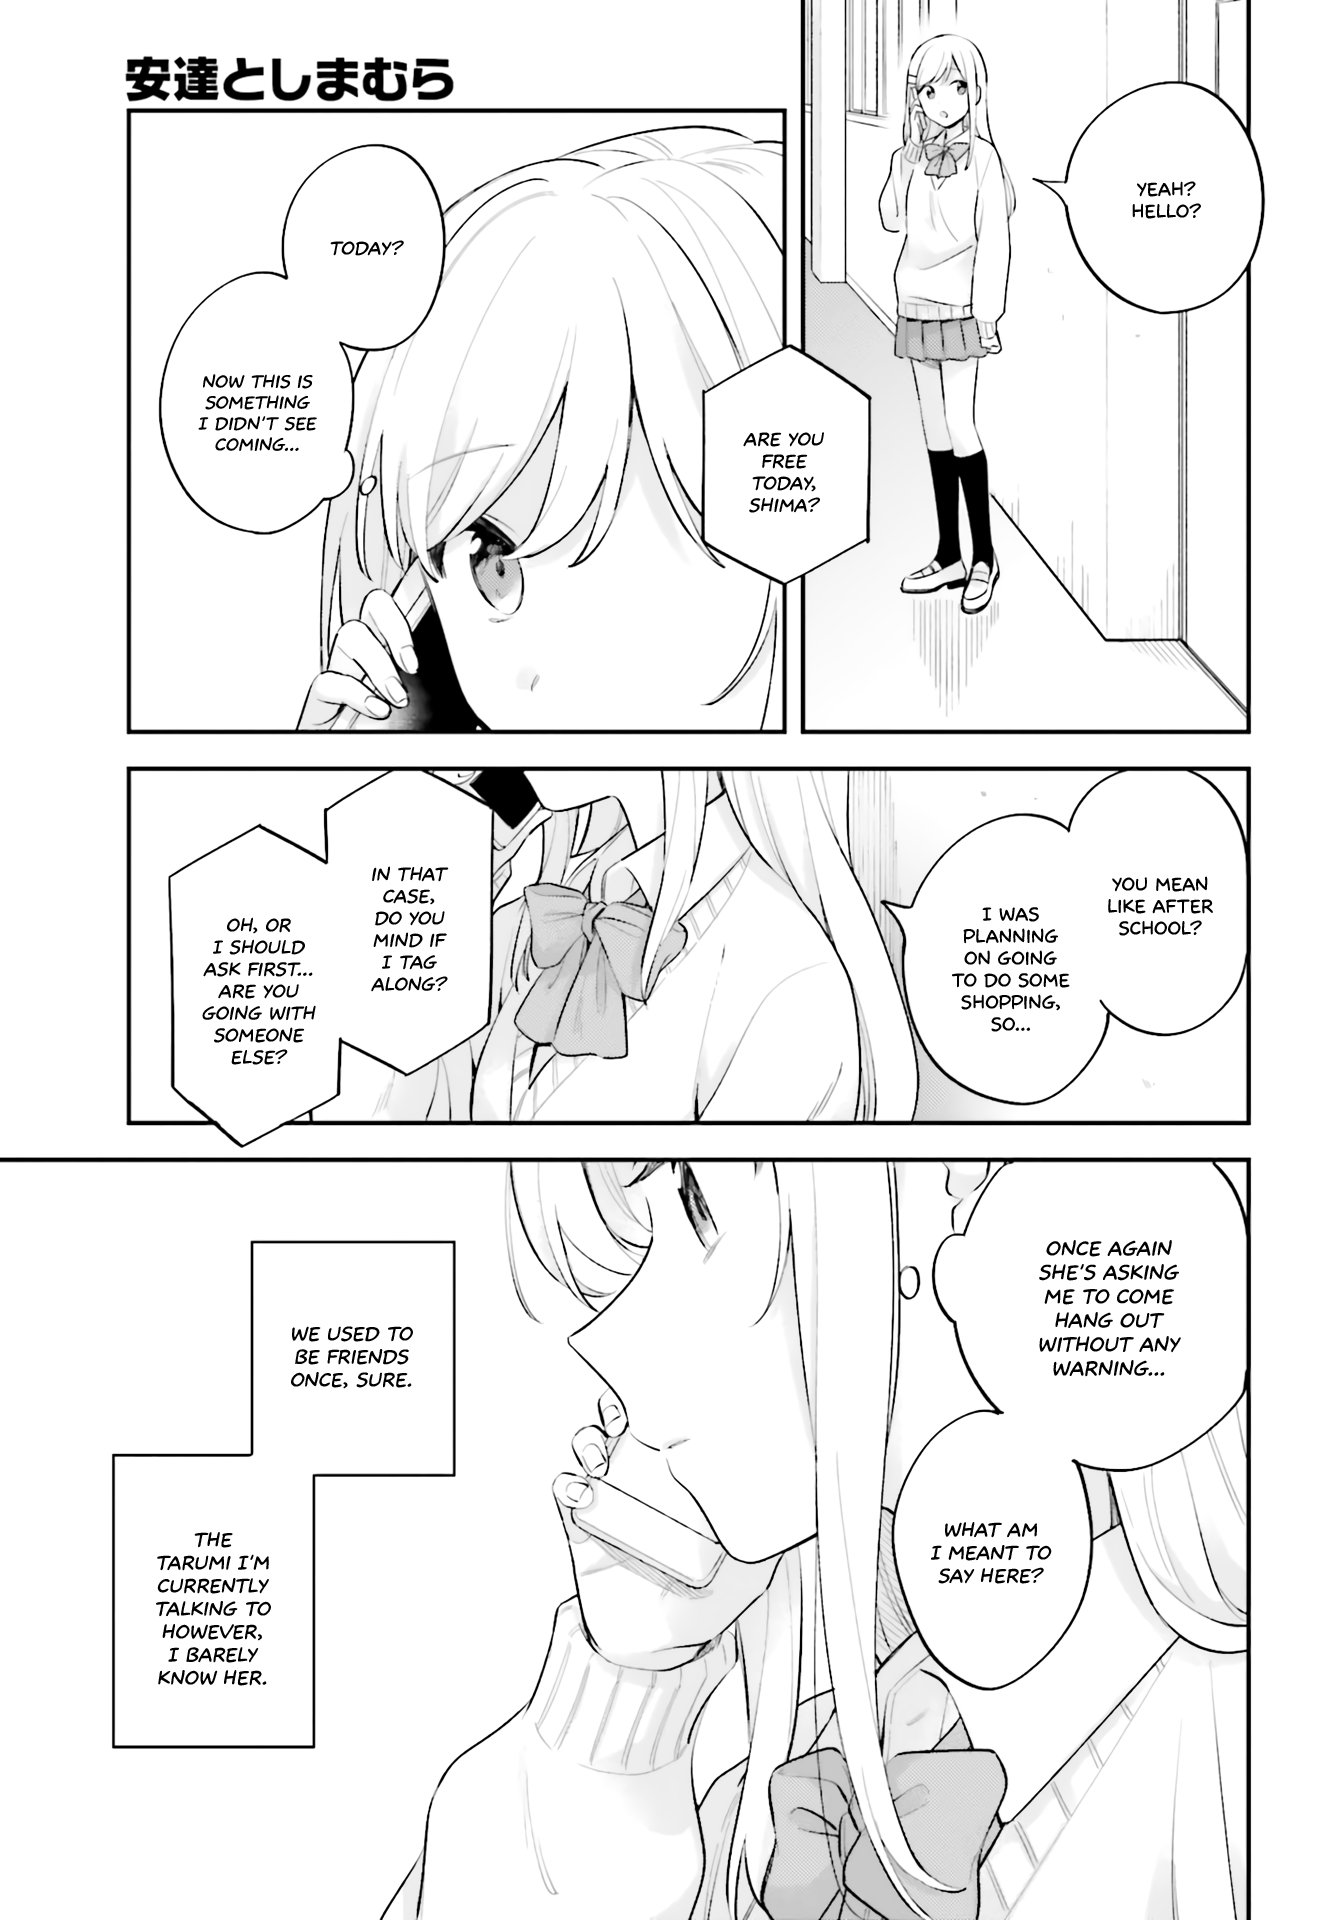 安達としまむら
YEAH?
HELLO?
ARE YOU
FREE
TODAY,
SHIMA?
TODAY?
NOW THIS IS
SOMETHING
I DIDN'T SEE
COMING...
YOU MEAN
LIKE AFTER
SCHOOL?
I WAS
PLANNING
ON GOING
TO DO SOME
SHOPPING,
SO...
IN THAT
CASE,
DO YOU
MIND IF
I TAG
ALONG?
OH, OR
I SHOULD
ASK FIRST...
ARE YOU
GOING WITH
SOMEONE
ELSE?
ONCE AGAIN
SHE'S ASKING
ME TO COME
HANG OUT
WITHOUT ANY
WARNING...
WHAT AM
I MEANT TO
SAY HERE?
WE USED TO
BE FRIENDS
ONCE, SURE.
THE
TARUMI I'M
CURRENTLY
TALKING TO
HOWEVER,
I BARELY
KNOW HER.